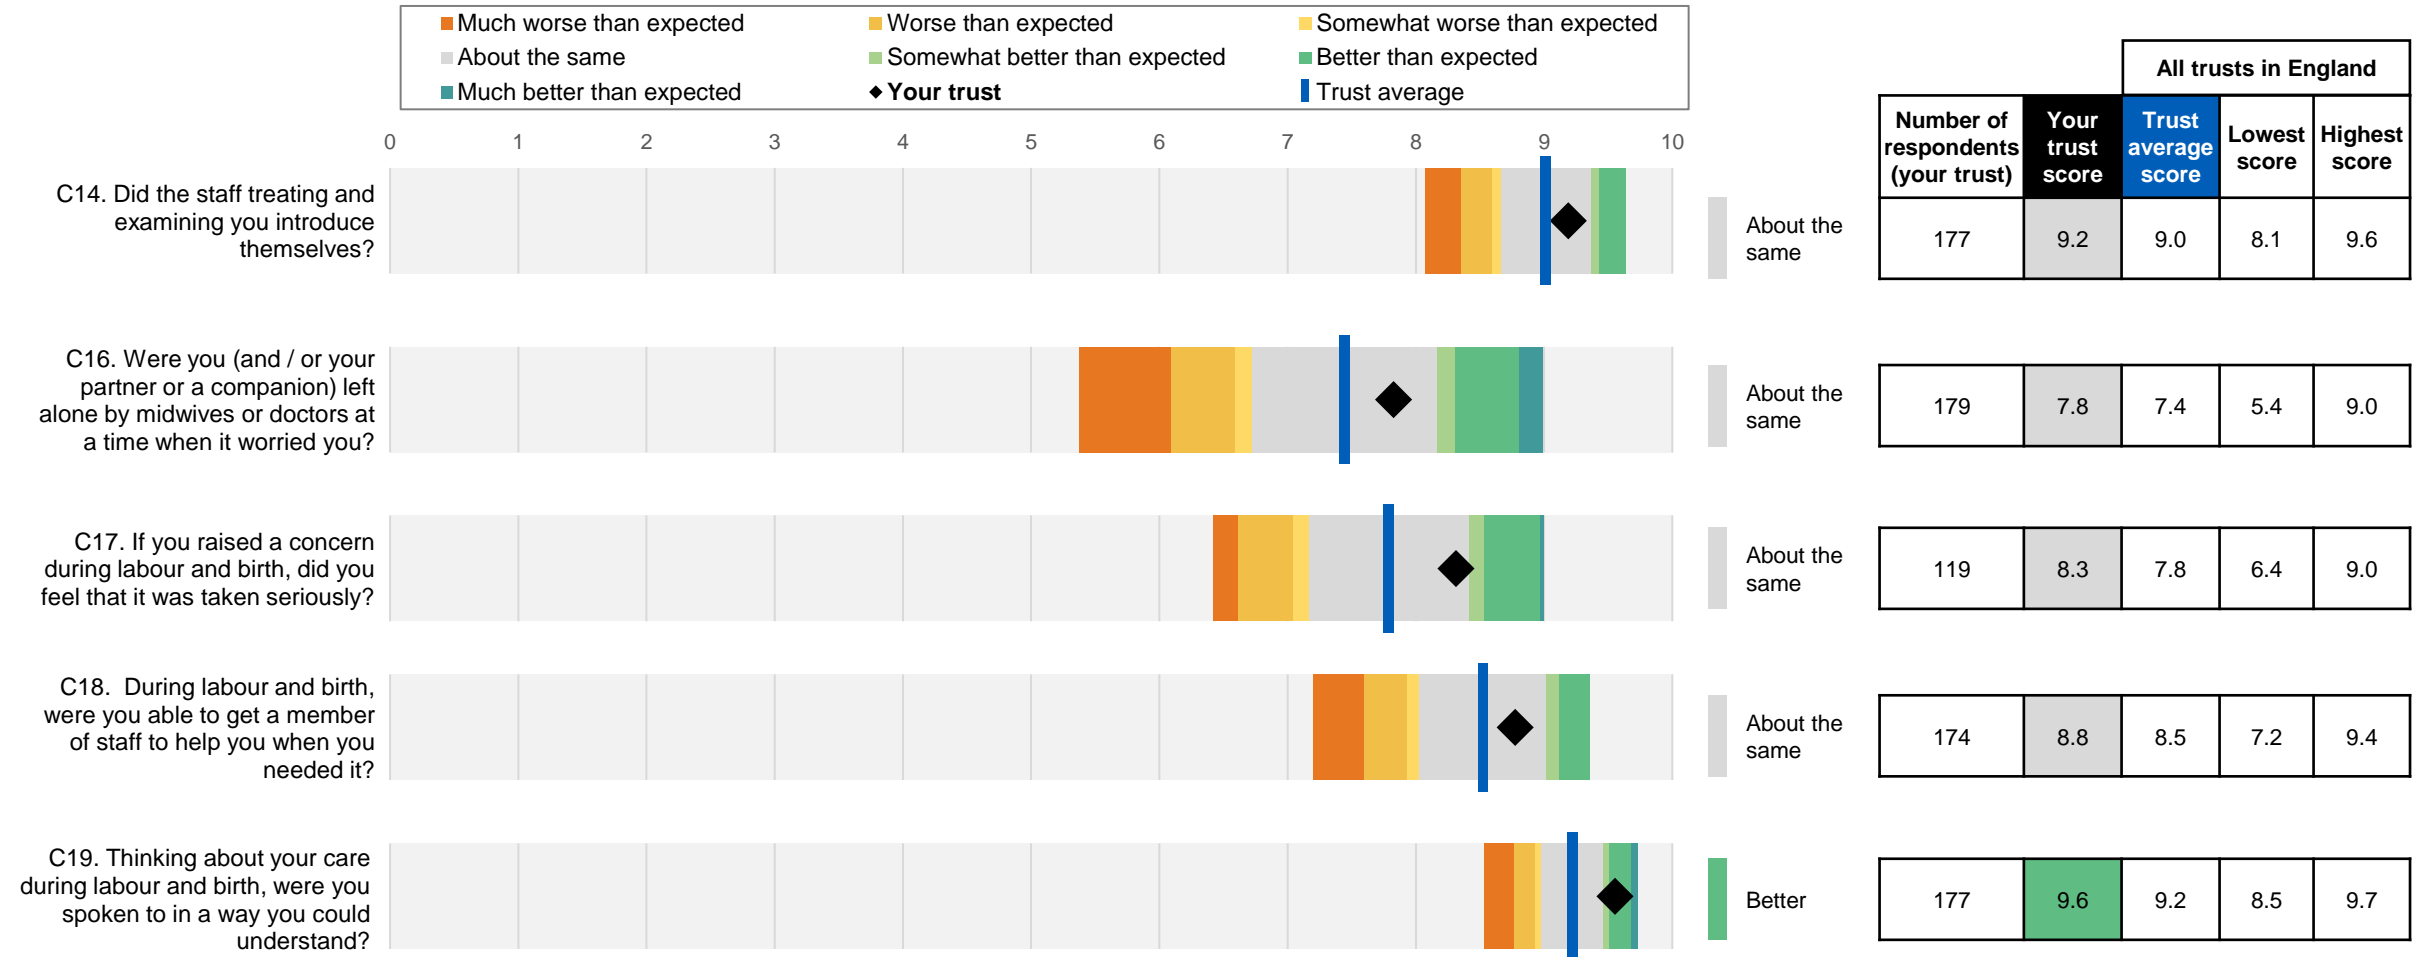 Much worse than expected
Worse than expected
Somewhat worse than expected
About the same
Somewhat better than expected
Better than expected
Much better than expected
Your trust
Trust average
All trusts in England
Number of
respondents
(your trust)
Your
trust
score
Trust
average
score
Lowest
score
Highest
score
0 1 2 3 4 5 6 7 8 9 10
C14. Did the staff treating and
examining you introduce
themselves?
About the
same
177 9.2 9.0 8.1 9.6
C16. Were you (and / or your
partner or a companion) left
alone by midwives or doctors at
a time when it worried you?
About the
same
179 7.8 7.4 5.4 9.0
C17. If you raised a concern
during labour and birth, did you
feel that it was taken seriously?
About the
same
119 8.3 7.8 6.4 9.0
C18.  During labour and birth,
were you able to get a member
of staff to help you when you
needed it?
About the
same
174 8.8 8.5 7.2 9.4
C19. Thinking about your care
during labour and birth, were you
spoken to in a way you could
understand?
Better
177 9.6 9.2 8.5 9.7